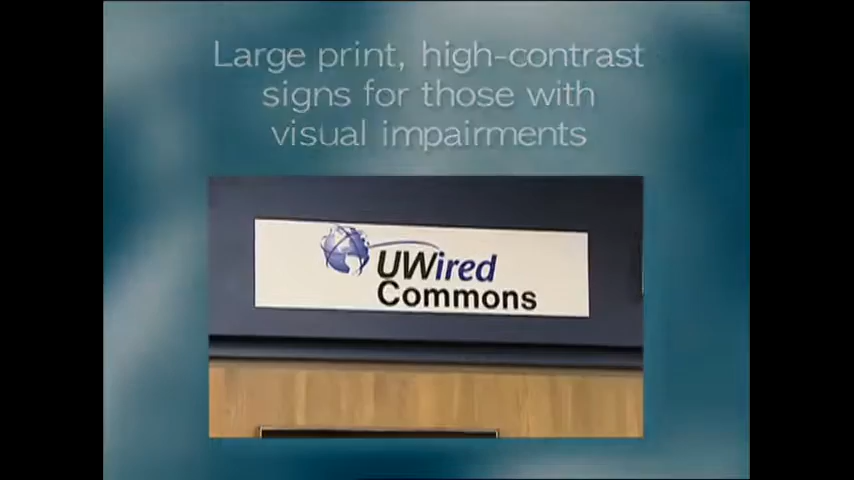 Large print, high-contrast
signs for those with
visual impairments
UWired
Commons